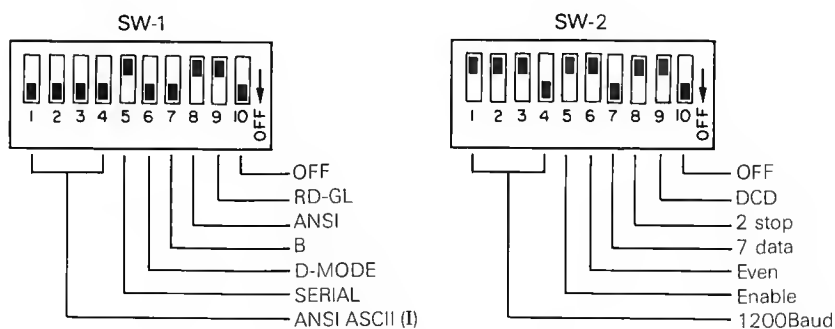 SW-1
1 2 3 4 5 6 7 8 9 10 OFF
OFF
RD-GL
ANSI
B
D-MODE
SERIAL
ANSI ASCII (I)
SW-2
1 2 3 4 5 6 7 8 9 10 OFF
OFF
DCD
2 stop
7 data
Even
Enable
1200Baud